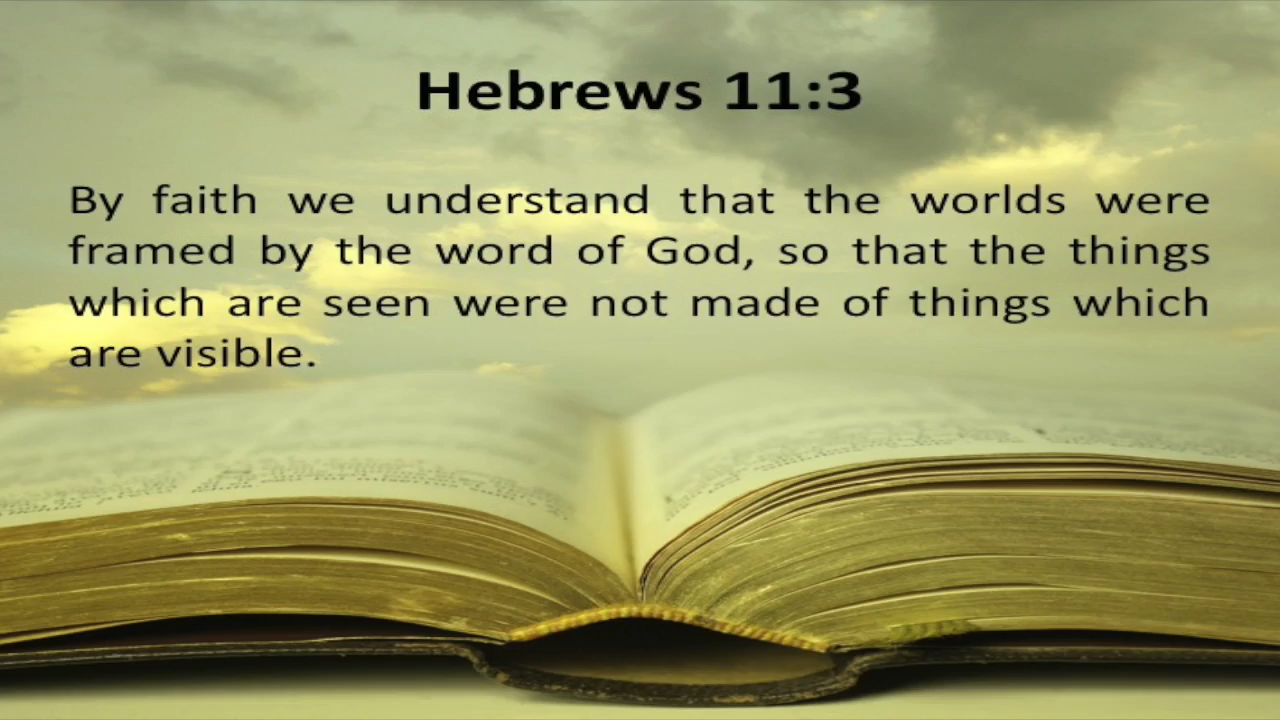 Hebrews 11:3
By faith we understand that the worlds were
framed by the word of God, so that the things
which are seen were not made of things which
are visible.